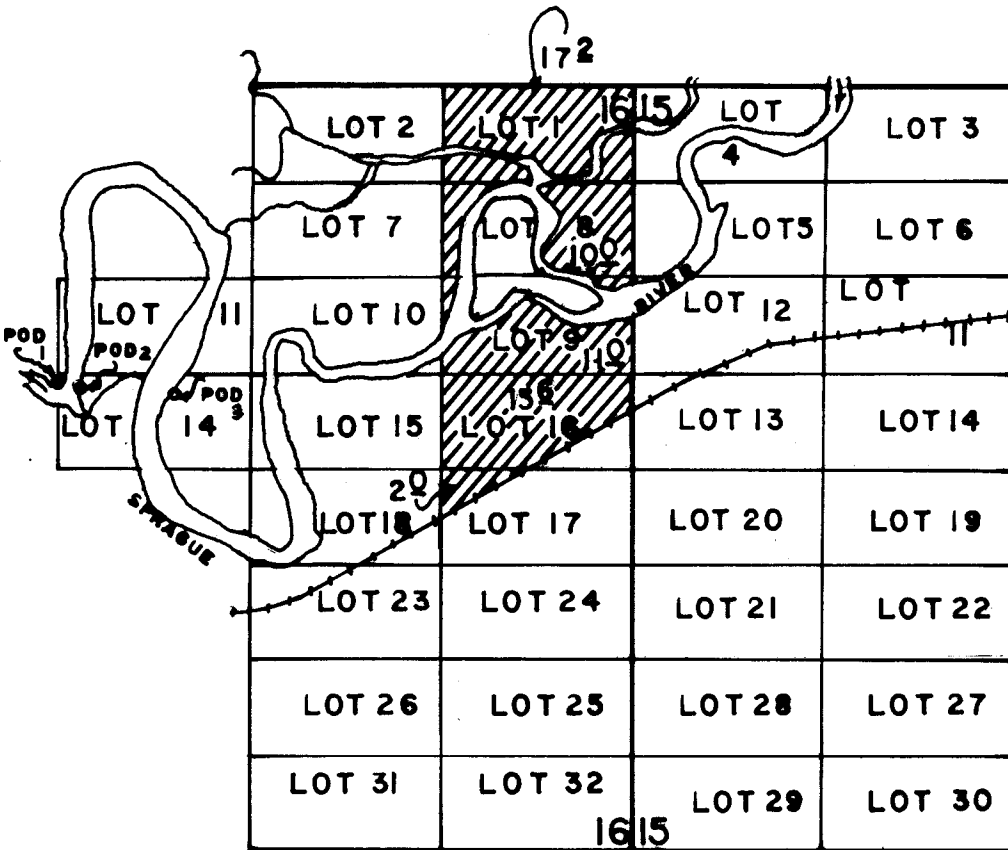 17 2
LOT 2
LOT 1
16 15
LOT
4
LOT 3
LOT 7
LOT
8
10 0
LOT 5
LOT 6
LOT
11
LOT 10
LOT 9
11 0
RIVER
LOT
12
LOT
11
POD
1
POD 2
POD
3
LOT
14
LOT 15
15 6
LOT 16
LOT 13
LOT 14
2 0
SPRAGUE
LOT 18
LOT 17
LOT 20
LOT 19
LOT 23
LOT 24
LOT 21
LOT 22
LOT 26
LOT 25
LOT 28
LOT 27
LOT 31
LOT 32
LOT 29
LOT 30
16 15